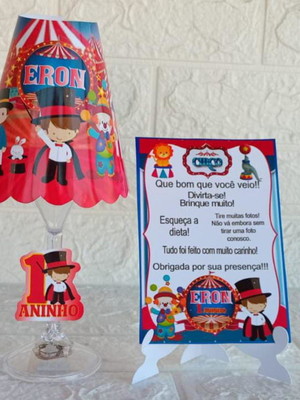 ERON
1
ANINHO
CIRCO
Que bom que você veio!!
Divirta-se!
Brinque muito!
Esqueça a
dieta!
Tire muitas fotos!
Não vá embora sem
tirar uma foto
conosco.
Tudo foi feito com muito carinho!
Obrigada por sua presença!!!
ERON